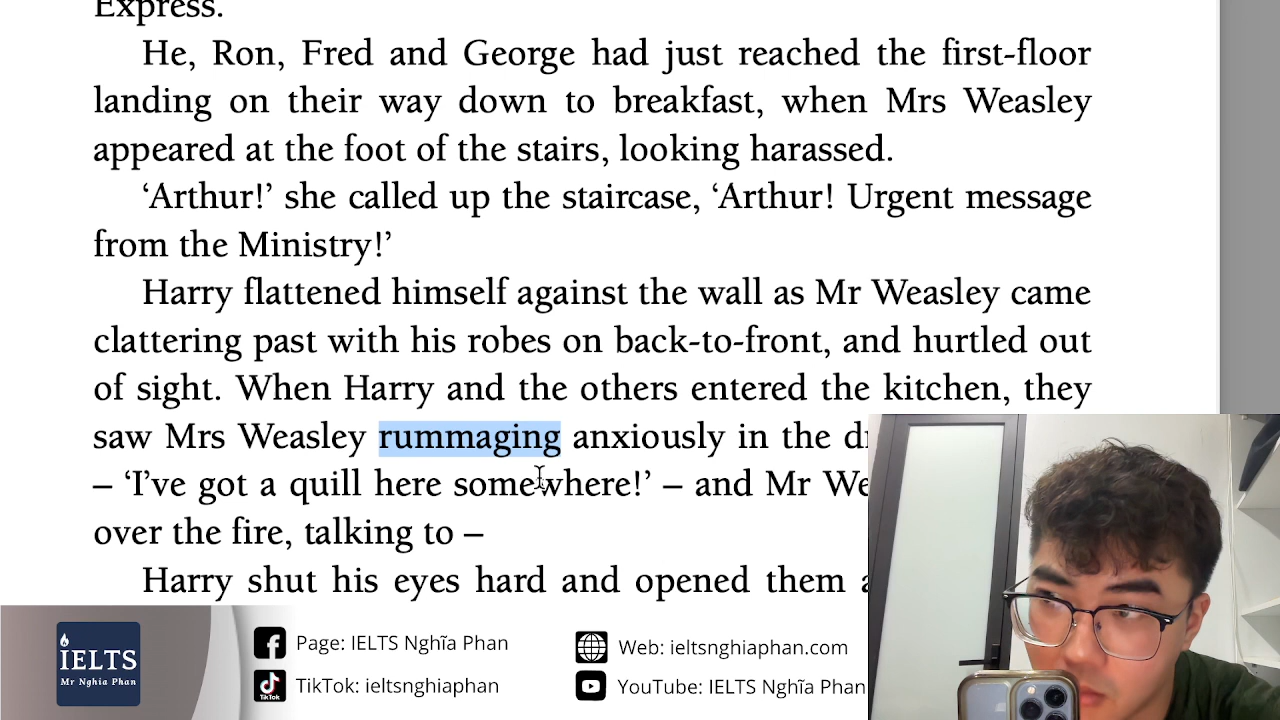 Express.
He, Ron, Fred and George had just reached the first-floor
landing on their way down to breakfast, when Mrs Weasley
appeared at the foot of the stairs, looking harassed.
‘Arthur!’ she called up the staircase, ‘Arthur! Urgent message
from the Ministry!’
Harry flattened himself against the wall as Mr Weasley came
clattering past with his robes on back-to-front, and hurtled out
of sight. When Harry and the others entered the kitchen, they
saw Mrs Weasley rummaging anxiously in the
– ‘I’ve got a quill here somewhere!’ – and Mr
over the fire, talking to –
Harry shut his eyes hard and opened them
IELTS
Mr Nghia Phan
Page: IELTS Nghĩa Phan
TikTok
TikTok: ieltsnghiaphan
Web: ieltsnghiaphan.com
YouTube: IELTS Nghĩa Phan